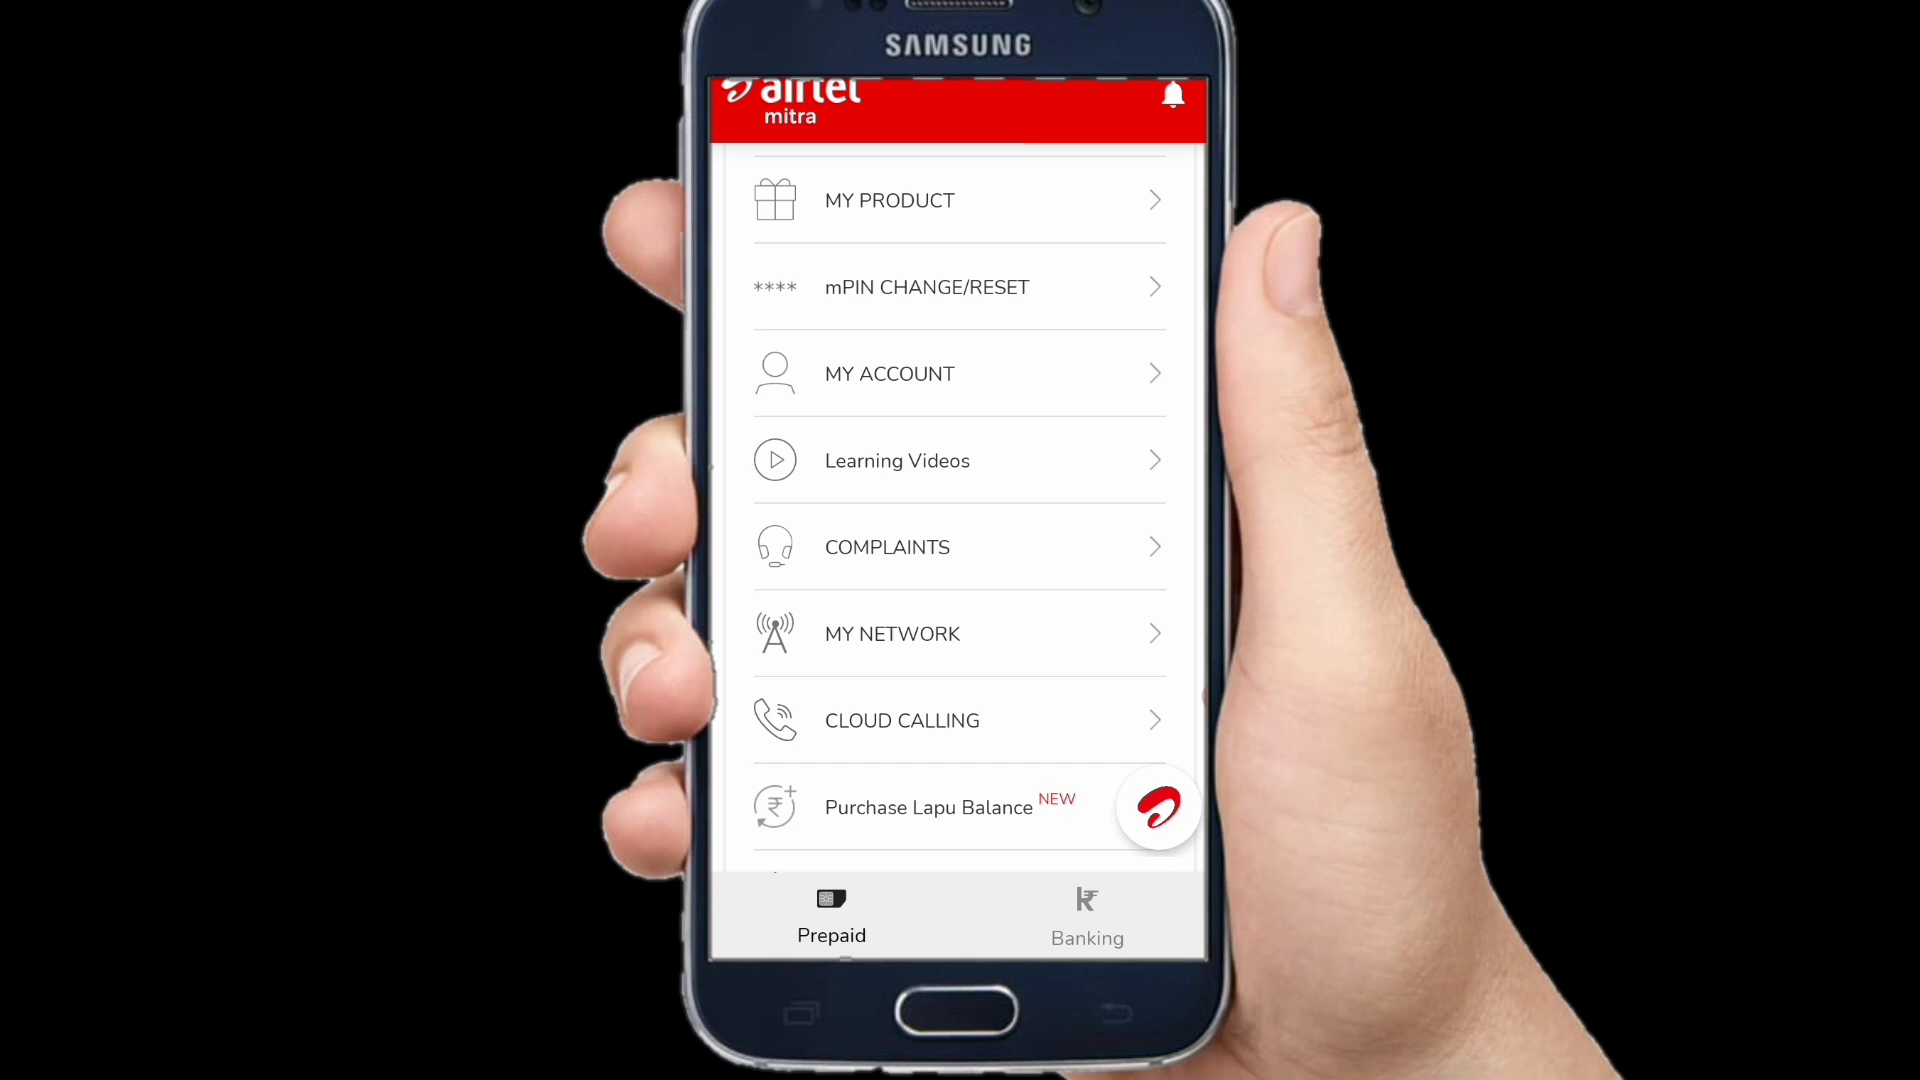 SAMSUNG
airtel
mitra
MY PRODUCT
**** mPIN CHANGE/RESET
MY ACCOUNT
Learning Videos
COMPLAINTS
MY NETWORK
CLOUD CALLING
Purchase Lapu Balance NEW
Prepaid
Banking